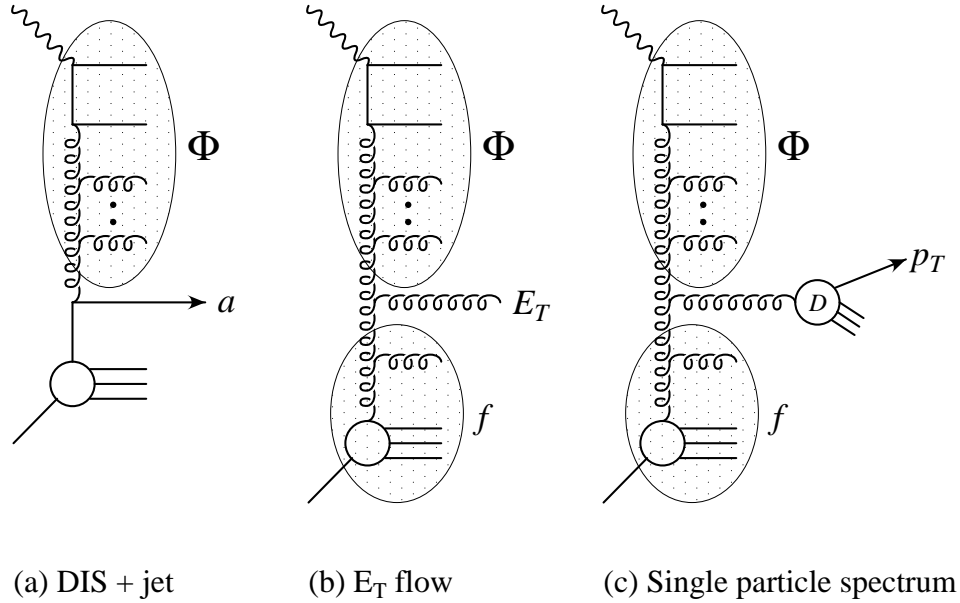 Φ
Φ
Φ
a
E_T
D
p_T
f
f
(a) DIS + jet
(b) E_T flow
(c) Single particle spectrum